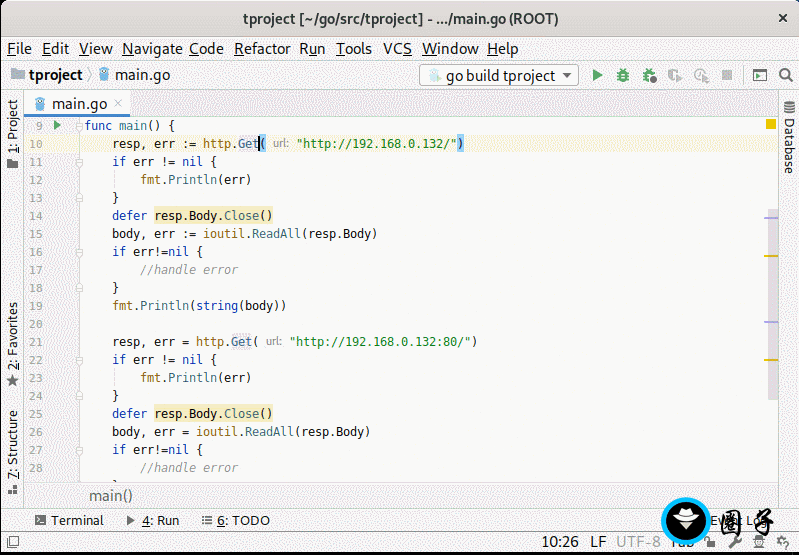 tproject [~/go/src/tproject] - .../main.go (ROOT)
File Edit View Navigate Code Refactor Run Tools VCS Window Help
tproject main.go go build tproject
1: Project
2: Favorites
7: Structure
Database
main.go
9 func main() {
10 resp, err := http.Get( url: "http://192.168.0.132/")
11 if err != nil {
12 fmt.Println(err)
13 }
14 defer resp.Body.Close()
15 body, err := ioutil.ReadAll(resp.Body)
16 if err!=nil {
17 //handle error
18 }
19 fmt.Println(string(body))
20
21 resp, err = http.Get( url: "http://192.168.0.132:80/")
22 if err != nil {
23 fmt.Println(err)
24 }
25 defer resp.Body.Close()
26 body, err = ioutil.ReadAll(resp.Body)
27 if err!=nil {
28 //handle error
main()
Terminal 4: Run 6: TODO Event Log
圈子
10:26 LF UTF-8 Tab